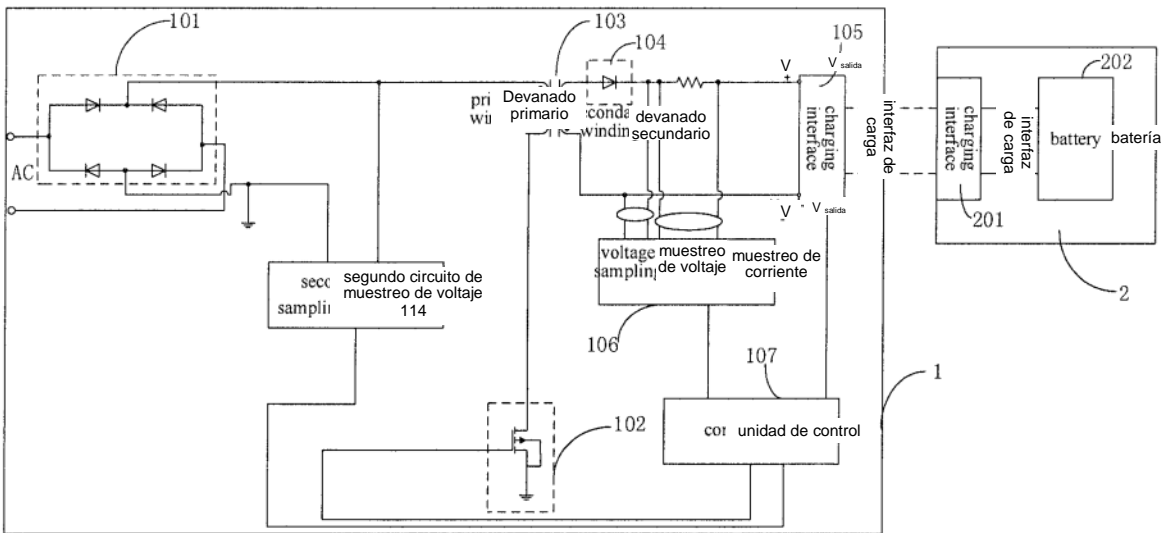 101
103
104
105
202
V
+
V salida
Devanado
primario
devanado
secundario
charging
interface
interfaz de
carga
charging
interface
interfaz
de carga
battery
batería
AC
201
V
-
V salida
2
voltage
sampling
muestreo
de voltaje
muestreo de
corriente
segundo circuito de
muestreo de voltaje
114
106
107
1
102
unidad de control